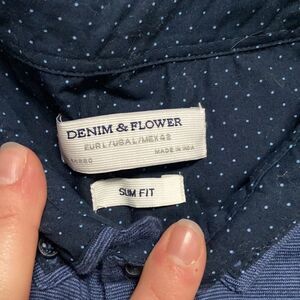 DENIM & FLOWER
EUR L/USA L/MEX 42
MADE IN INDIA
SLIM FIT